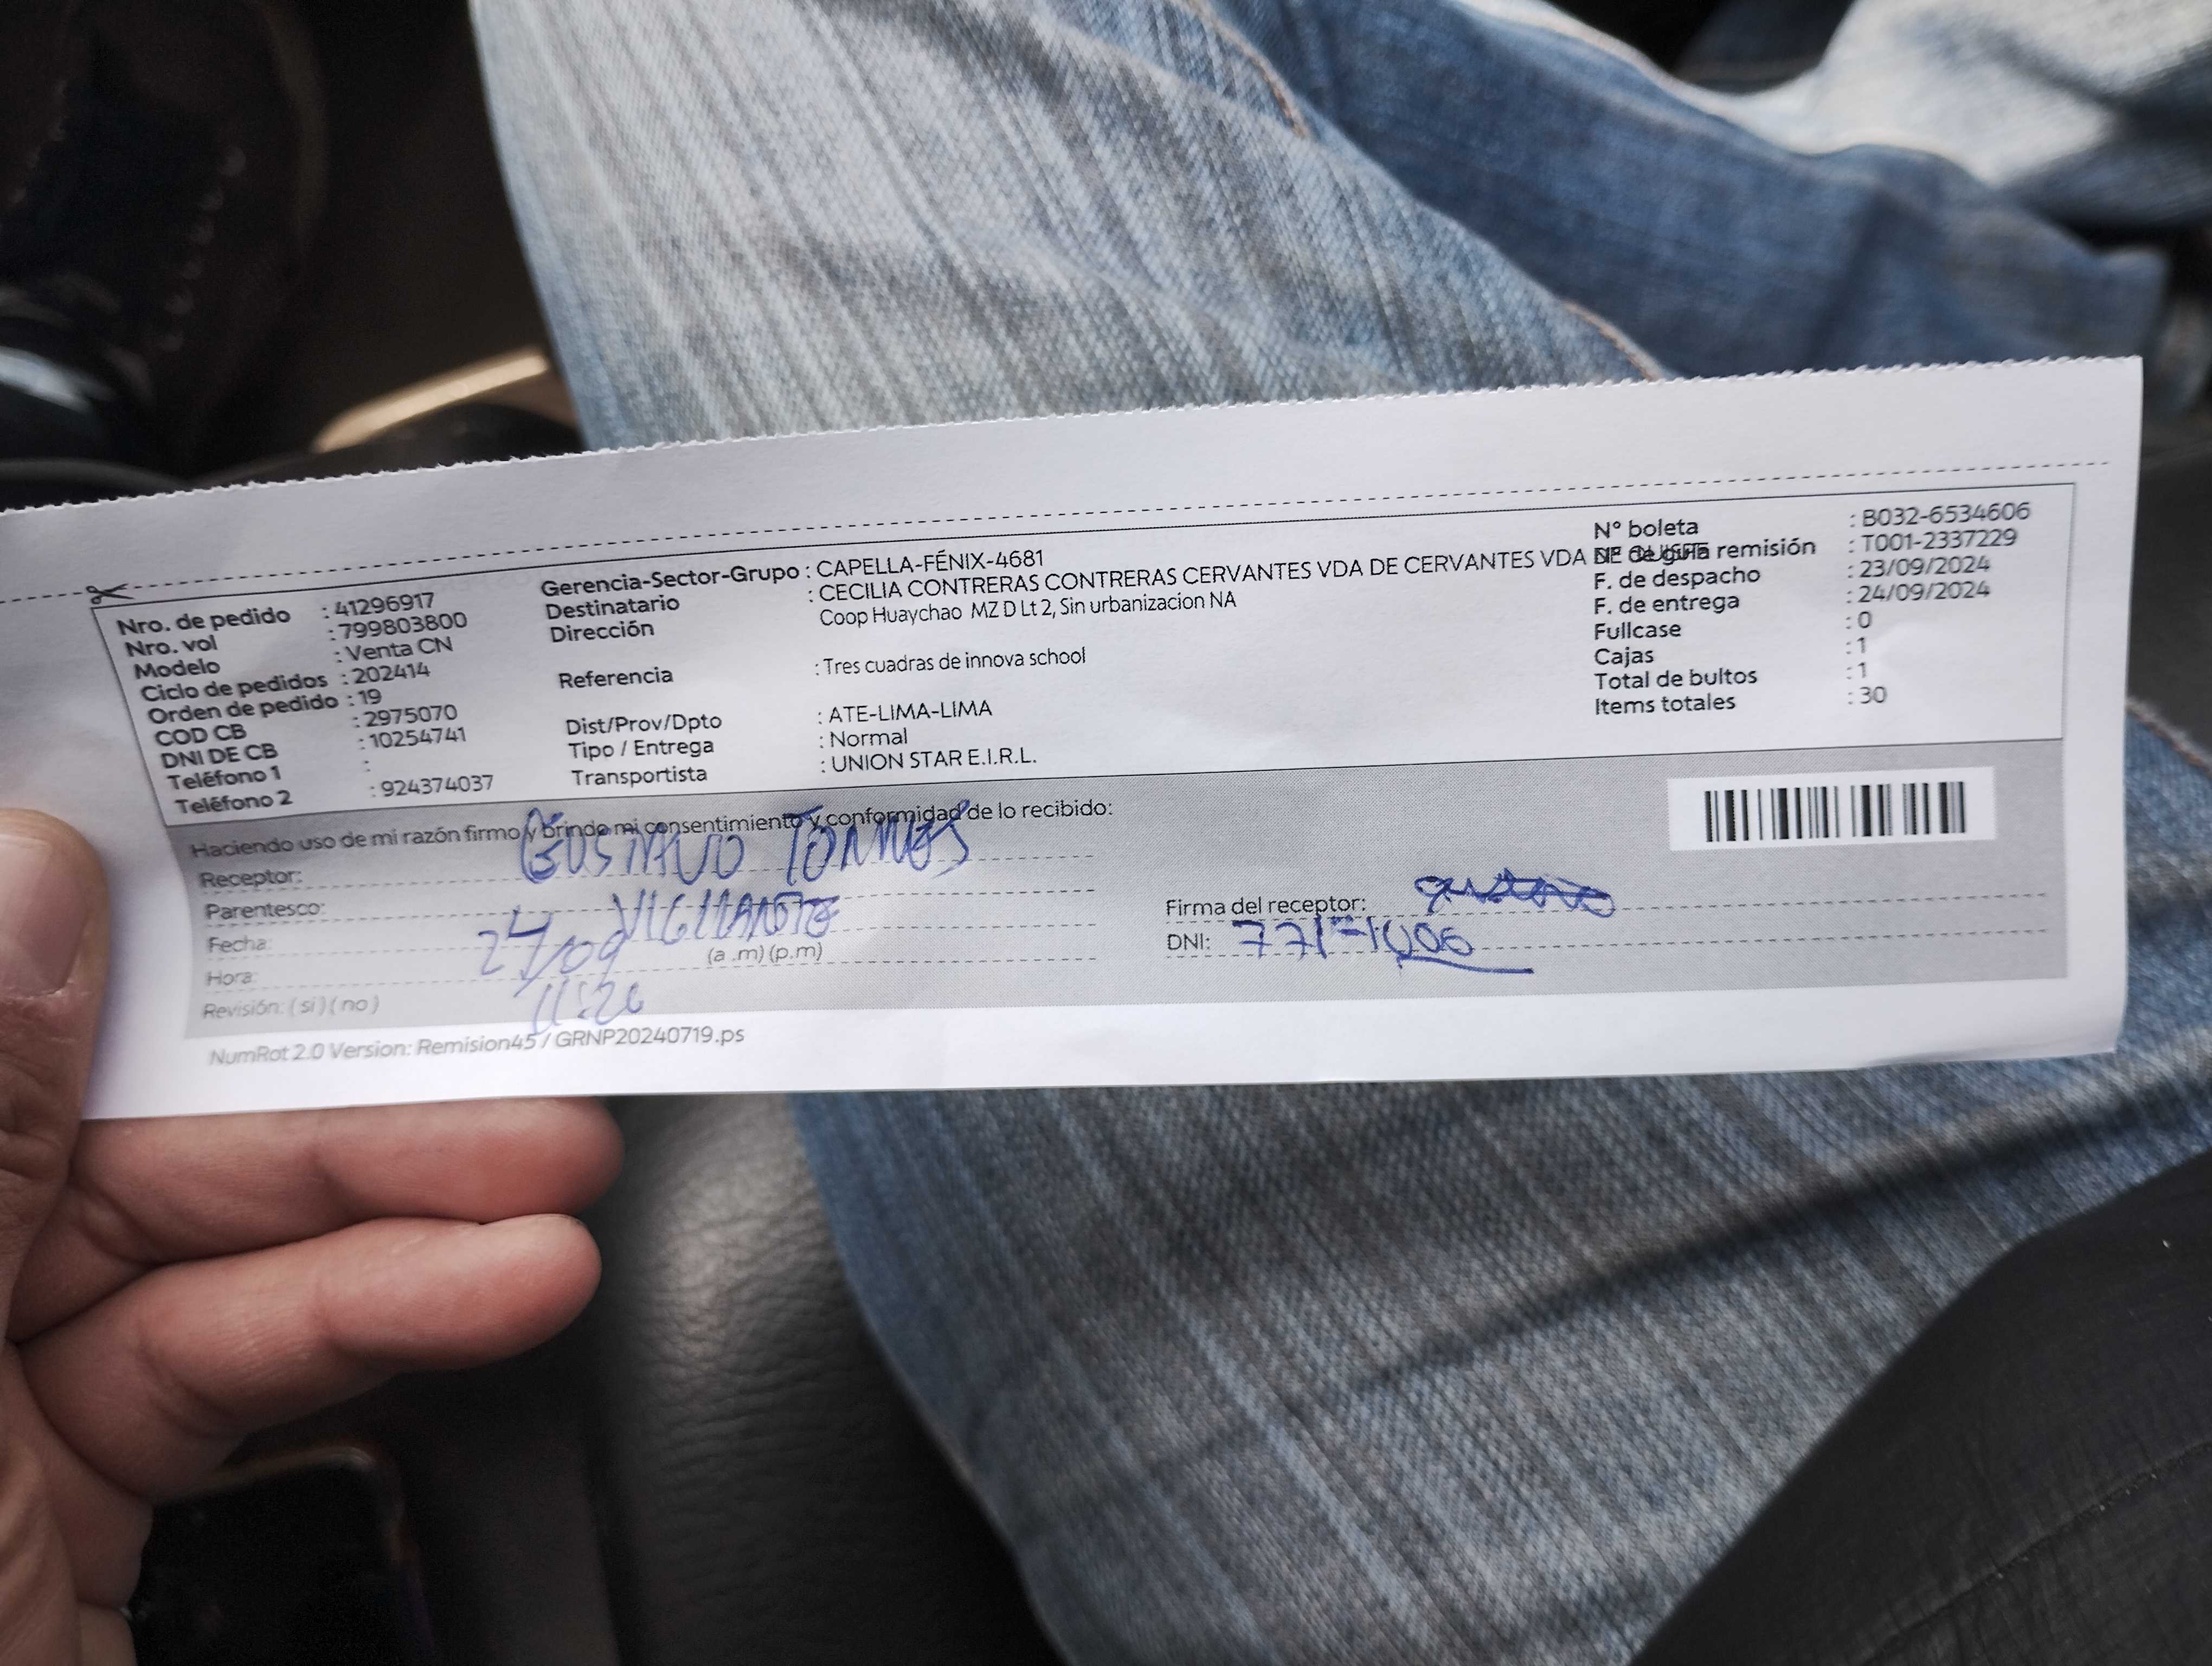 Nro. de pedido : 41296917
Nro. vol : 799803800
Modelo : Venta CN
Ciclo de pedidos : 202414
Orden de pedido : 19
COD CB : 2975070
DNI DE CB : 10254741
Teléfono 1 :
Teléfono 2 : 924374037
Gerencia-Sector-Grupo : CAPELLA-FÉNIX-4681
Destinatario : CECILIA CONTRERAS CONTRERAS CERVANTES VDA DE CERVANTES VDA DE QUISPE
Dirección Coop Huaychao MZ D Lt 2, Sin urbanizacion NA
Referencia : Tres cuadras de innova school
Dist/Prov/Dpto : ATE-LIMA-LIMA
Tipo / Entrega : Normal
Transportista : UNION STAR E.I.R.L.
N° boleta : B032-6534606
N° de guía remisión : T001-2337229
F. de despacho : 23/09/2024
F. de entrega : 24/09/2024
Fullcase : 0
Cajas : 1
Total de bultos : 1
Items totales : 30
Haciendo uso de mi razón firmo y brindo mi consentimiento y conformidad de lo recibido:
Receptor: GUSTAVO TORRES
Parentesco: VIGILANTE
Fecha: 24/09
Hora: 11:20 (a .m) (p.m)
Revisión: ( si ) ( no )
Firma del receptor: gustavo
DNI:
NumRot 2.0 Version: Remision45 / GRNP20240719.ps